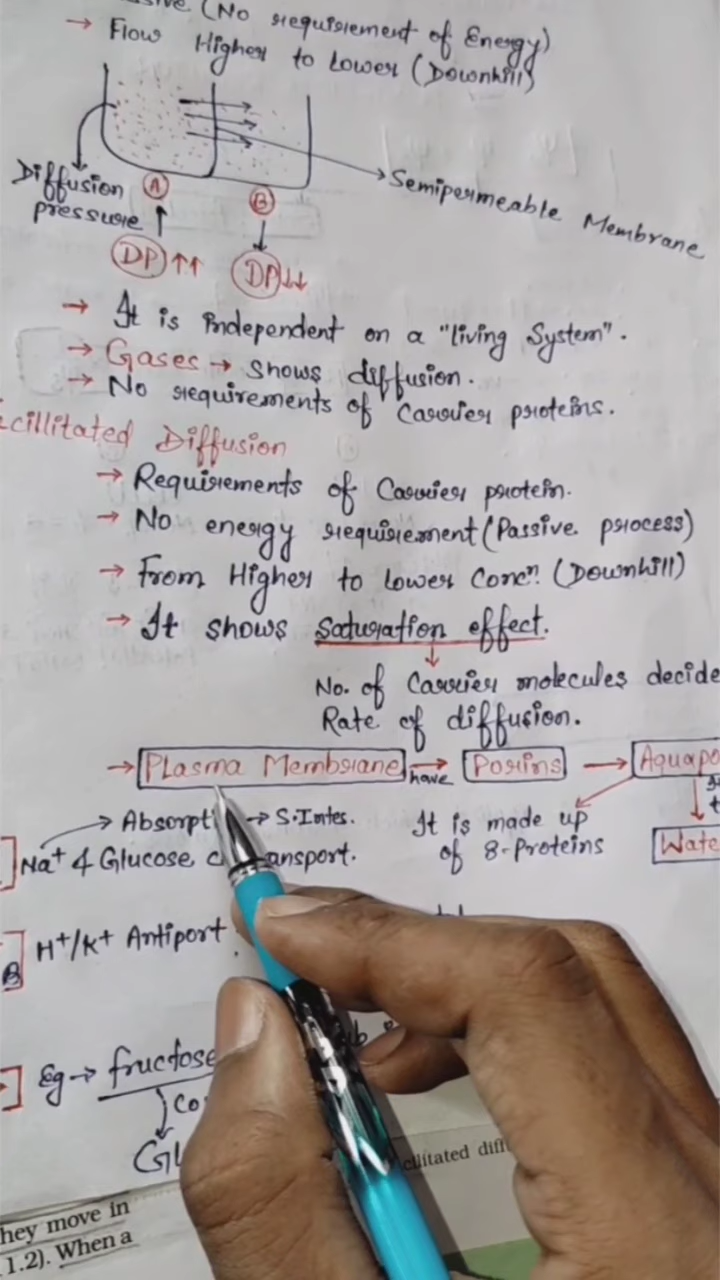 (No requirement of Energy)
→ Flow Higher to Lower (Downhill)
Diffusion pressure
A
B
→ Semipermeable Membrane
DP ↑↑
DP ↓↓
→ It is independent on a "living System".
→ Gases → shows diffusion.
→ No requirements of Carrier proteins.
cillitated Diffusion
→ Requirements of Carrier protein.
→ No energy requirement (Passive process)
→ From Higher to Lower Concⁿ. (Downhill)
→ It shows Saturation effect.
No. of Carrier molecules decide
Rate of diffusion.
→ Plasma Membrane have → Porins → Aquapo
→ Absorpt → S.Intes.
It is made up
of 8-Proteins
Wate
Na⁺ & Glucose ansport.
B] H⁺/K⁺ Antiport
Eg → fructose
Co
cilitated diff
hey move in
1.2). When a